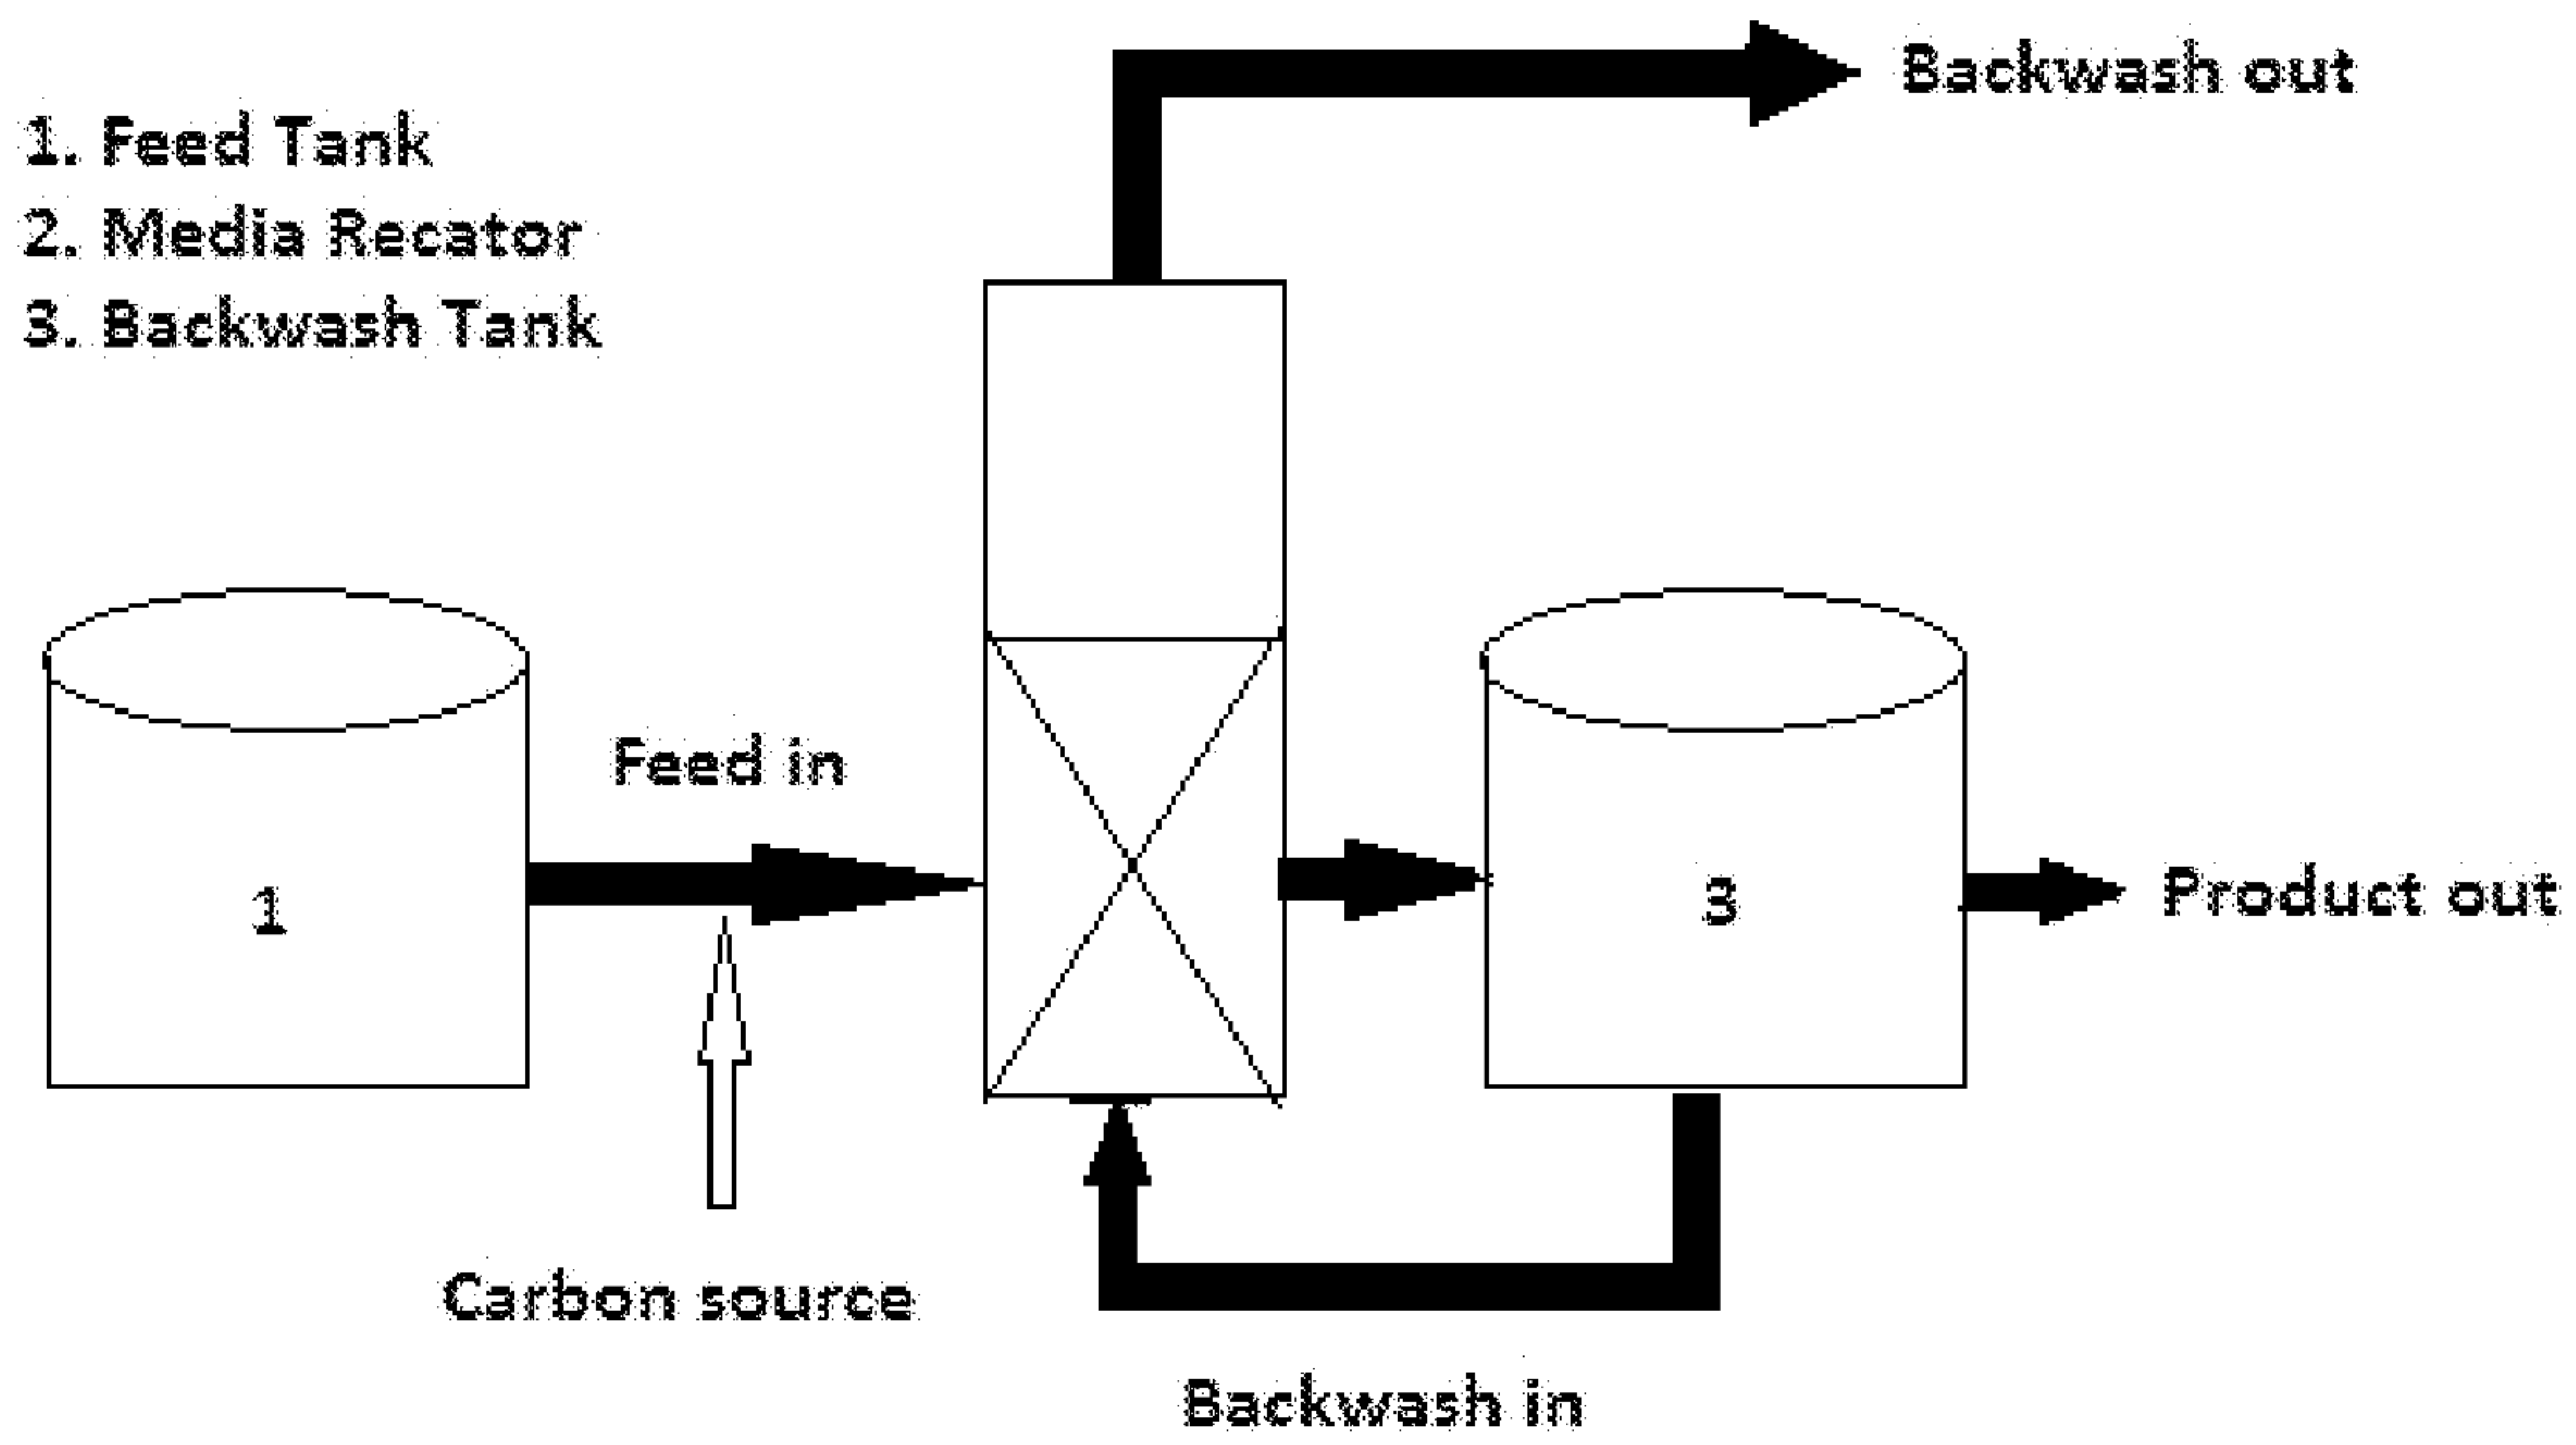 Backwash out
1. Feed Tank
2. Media Recator
3. Backwash Tank
Feed in
1
3
Product out
Carbon source
Backwash in